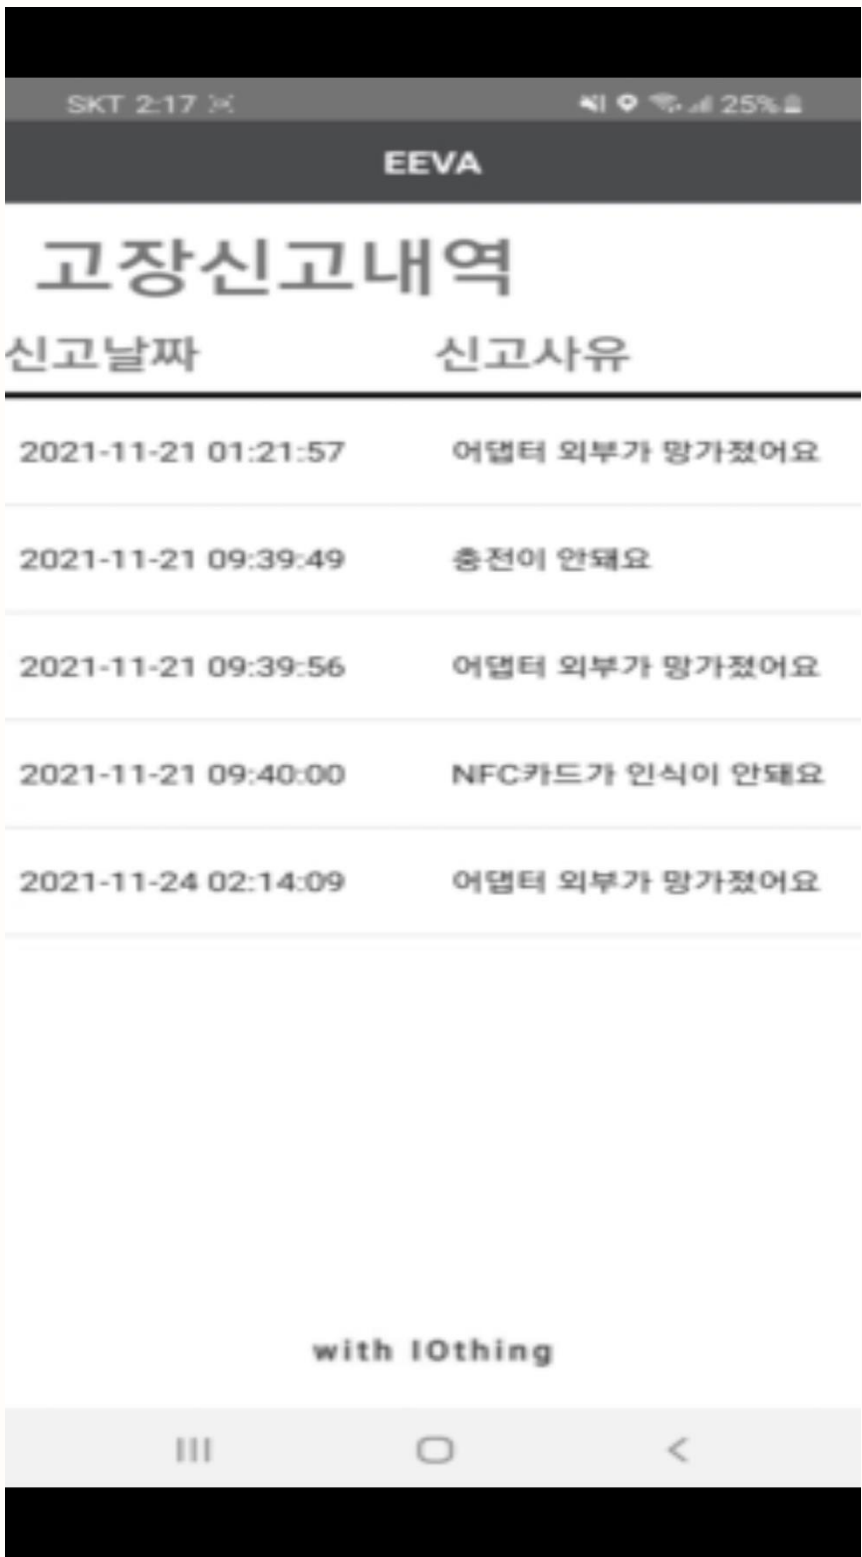 SKT 2:17 25%
EEVA
고장신고내역
신고날짜 신고사유
2021-11-21 01:21:57 어댑터 외부가 망가졌어요
2021-11-21 09:39:49 충전이 안돼요
2021-11-21 09:39:56 어댑터 외부가 망가졌어요
2021-11-21 09:40:00 NFC카드가 인식이 안돼요
2021-11-24 02:14:09 어댑터 외부가 망가졌어요
with IOthing